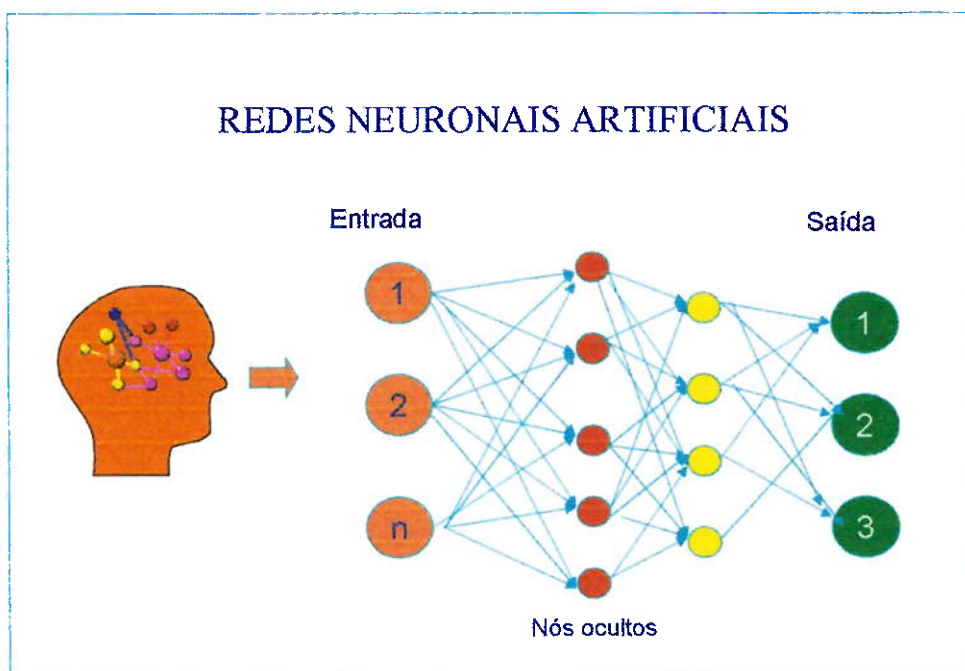 REDES NEURONAIS ARTIFICIAIS
Entrada
Saída
1
2
n
1
2
3
Nós ocultos